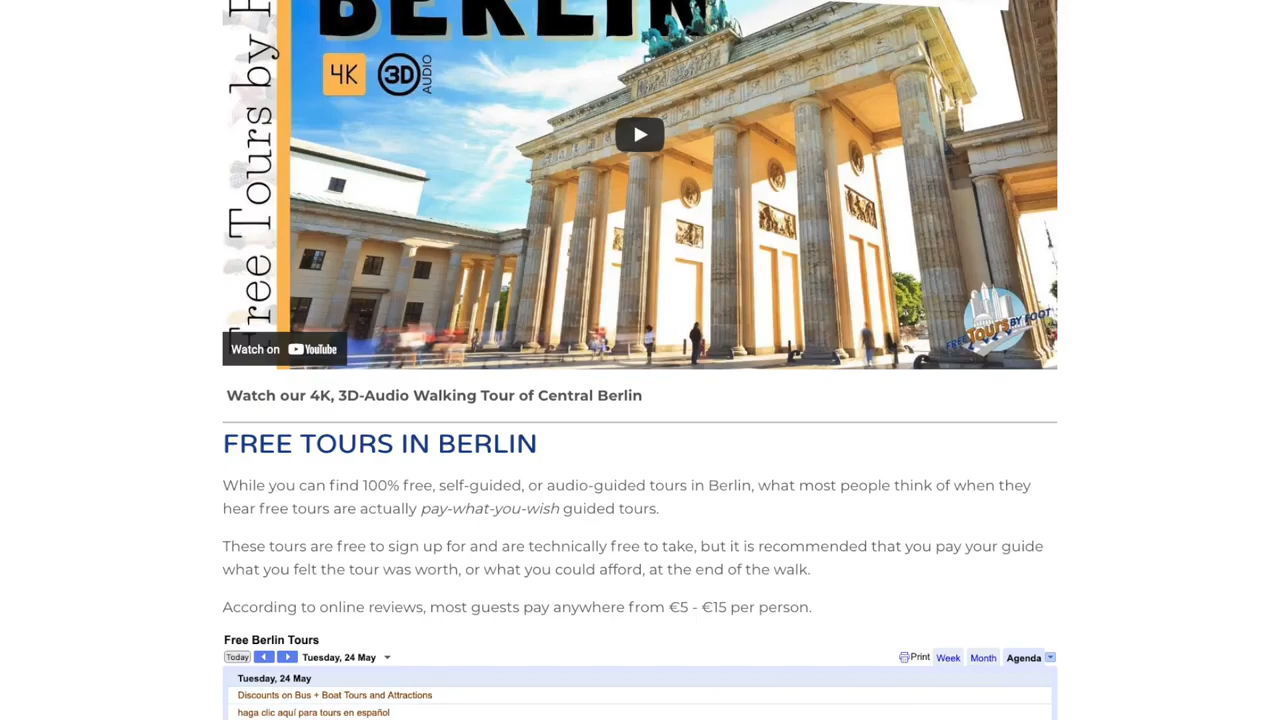 BERLIN
4K
3D
AUDIO
Free Tours by
FREE TOURS BY FOOT
Watch on YouTube
Watch our 4K, 3D-Audio Walking Tour of Central Berlin
FREE TOURS IN BERLIN
While you can find 100% free, self-guided, or audio-guided tours in Berlin, what most people think of when they
hear free tours are actually pay-what-you-wish guided tours.
These tours are free to sign up for and are technically free to take, but it is recommended that you pay your guide
what you felt the tour was worth, or what you could afford, at the end of the walk.
According to online reviews, most guests pay anywhere from €5 - €15 per person.
Free Berlin Tours
Today Tuesday, 24 May Print Week Month Agenda
Tuesday, 24 May
Discounts on Bus + Boat Tours and Attractions
haga clic aquí para tours en español